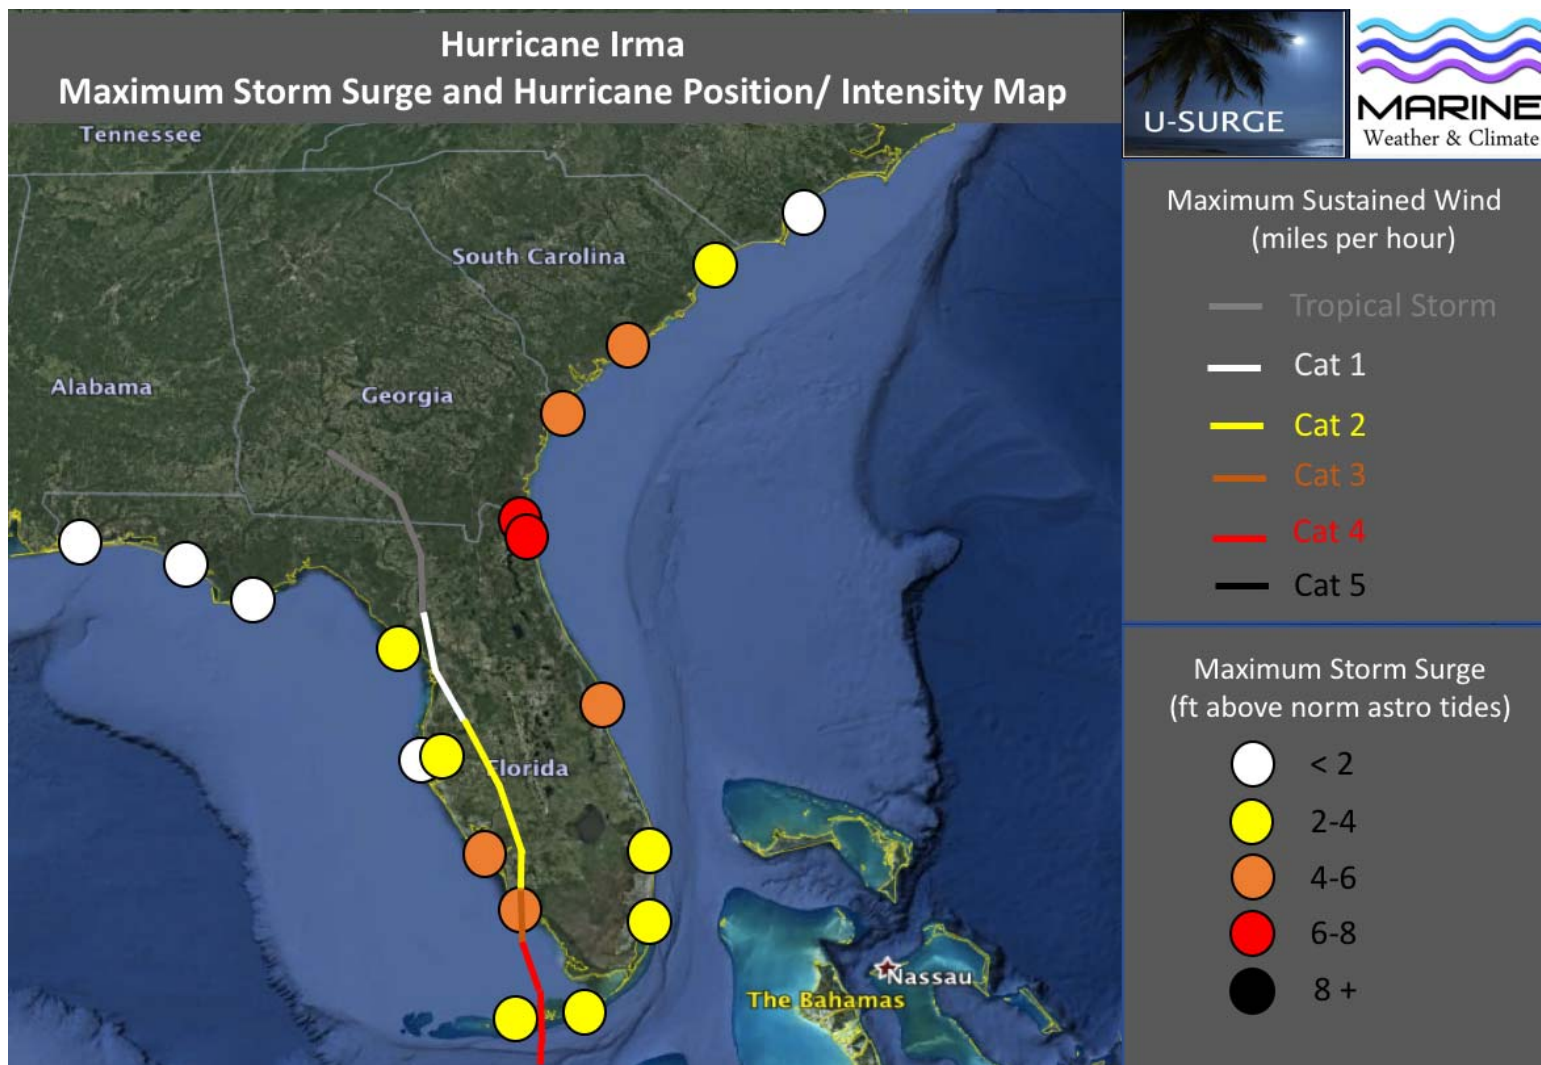 Hurricane Irma
Maximum Storm Surge and Hurricane Position/ Intensity Map
U-SURGE
MARINE
Weather & Climate
Tennessee
South Carolina
Alabama
Georgia
Florida
Nassau
The Bahamas
Maximum Sustained Wind
(miles per hour)
Tropical Storm
Cat 1
Cat 2
Cat 3
Cat 4
Cat 5
Maximum Storm Surge
(ft above norm astro tides)
< 2
2-4
4-6
6-8
8 +